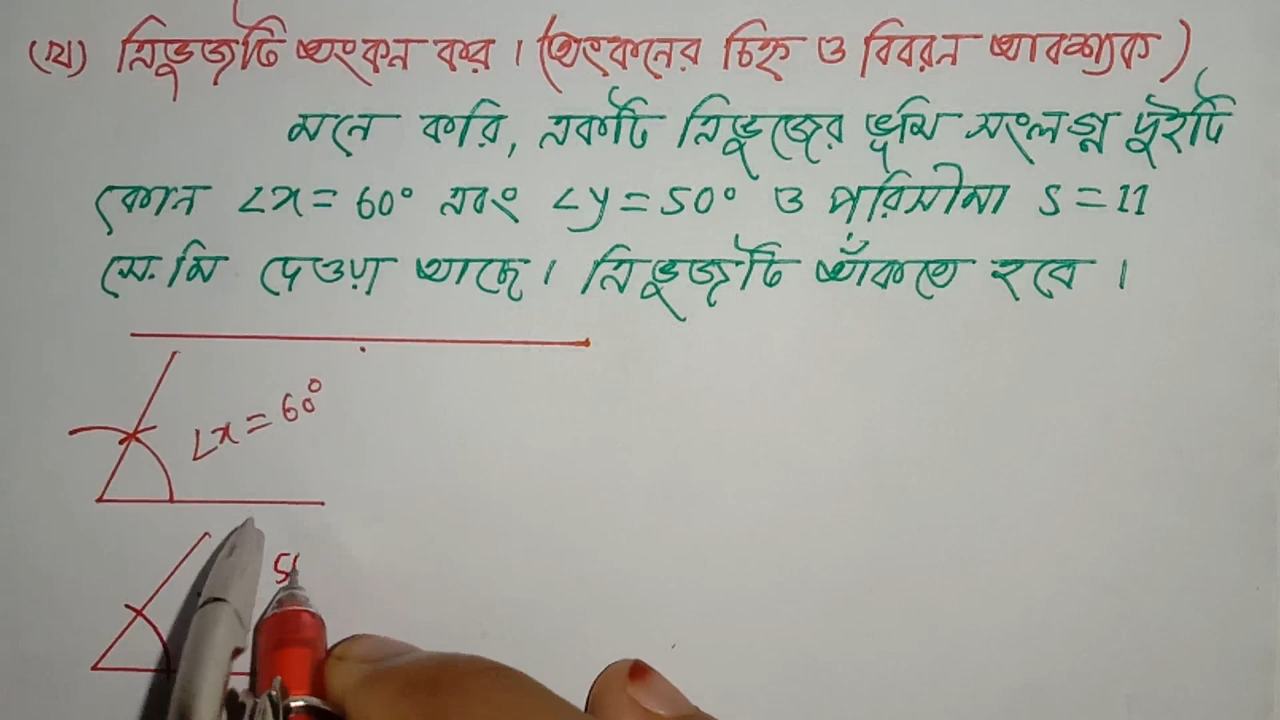 (খ) ত্রিভুজটি অংকন কর। (অংকনের চিহ্ন ও বিবরন আবশ্যক)
মনে করি, একটি ত্রিভুজের ভূমি সংলগ্ন দুইটি
কোন ∠x = 60° এবং ∠y = 50° ও পরিসীমা S = 11
সে.মি দেওয়া আছে। ত্রিভুজটি আঁকতে হবে।
∠x = 60°
5